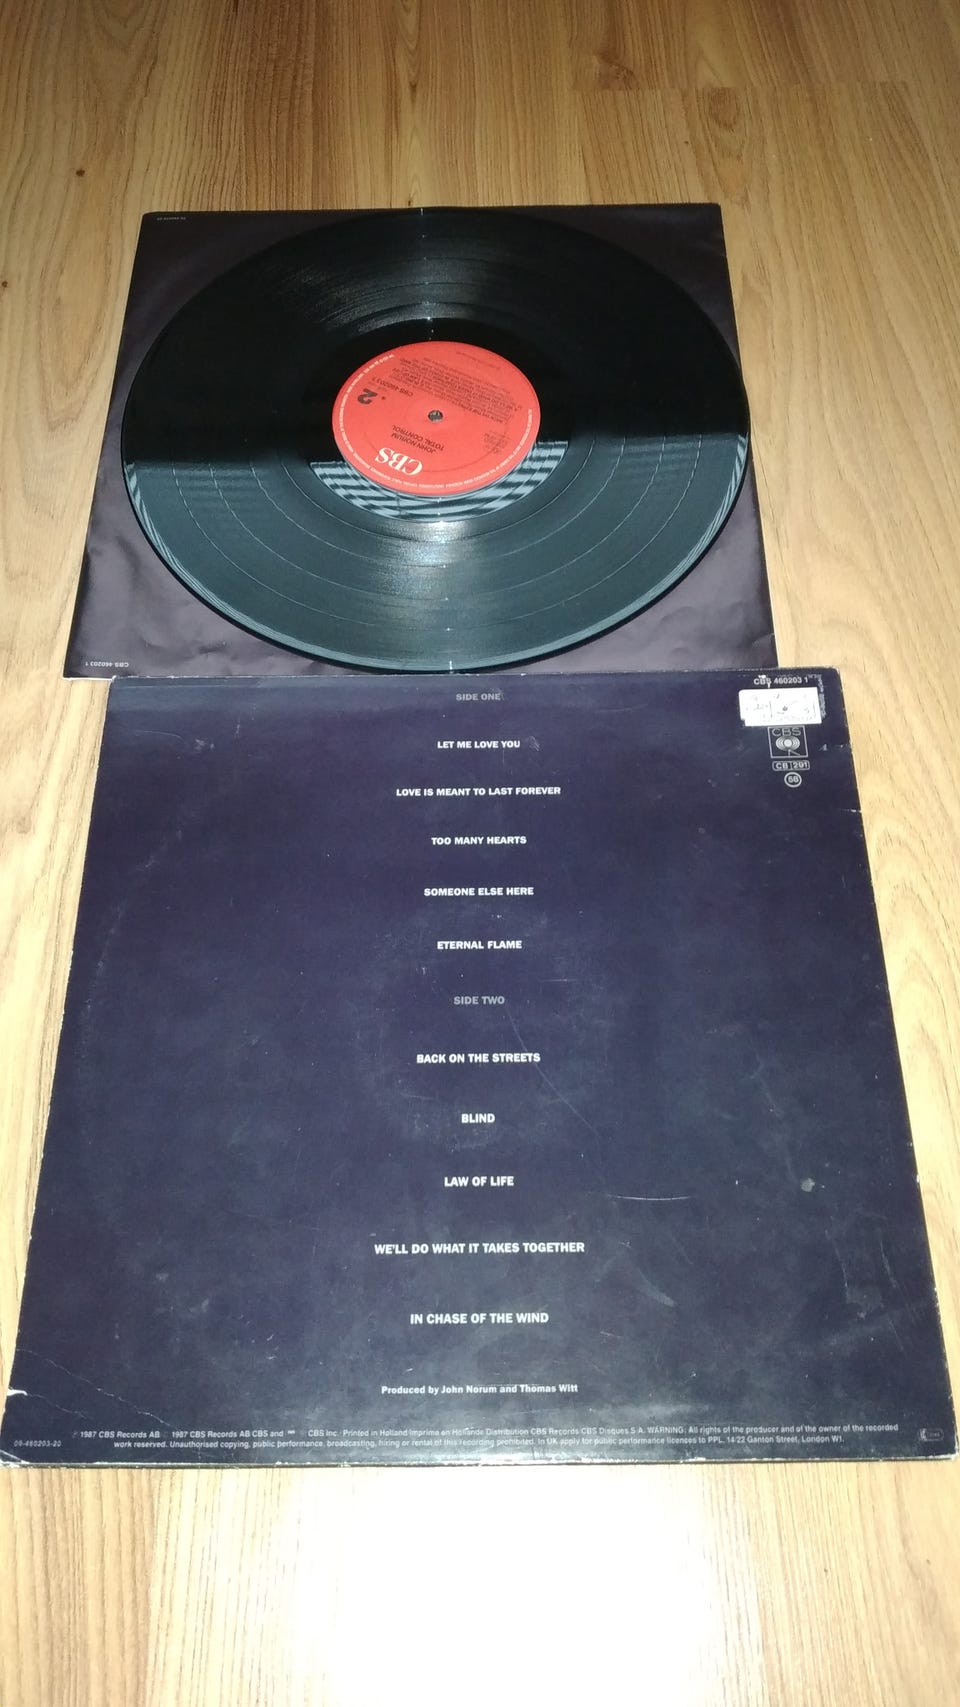 CBS
JOHN NORUM
TOTAL CONTROL
2
CBS 460203 1
CBS 460203 1
CBS 460203 1
CBS
CB 291
SIDE ONE
LET ME LOVE YOU
LOVE IS MEANT TO LAST FOREVER
TOO MANY HEARTS
SOMEONE ELSE HERE
ETERNAL FLAME
SIDE TWO
BACK ON THE STREETS
BLIND
LAW OF LIFE
WE'LL DO WHAT IT TAKES TOGETHER
IN CHASE OF THE WIND
Produced by John Norum and Thomas Witt
1987 CBS Records AB 1987 CBS Records AB CBS and CBS Inc. Printed in Holland Imprimé en Hollande Distribution CBS Records CBS Disques S.A. WARNING: All rights of the producer and of the owner of the recorded
work reserved. Unauthorised copying, public performance, broadcasting, hiring or rental of this recording prohibited. In UK apply for public performance licences to PPL, 14-22 Ganton Street, London W1.
09-460203-20